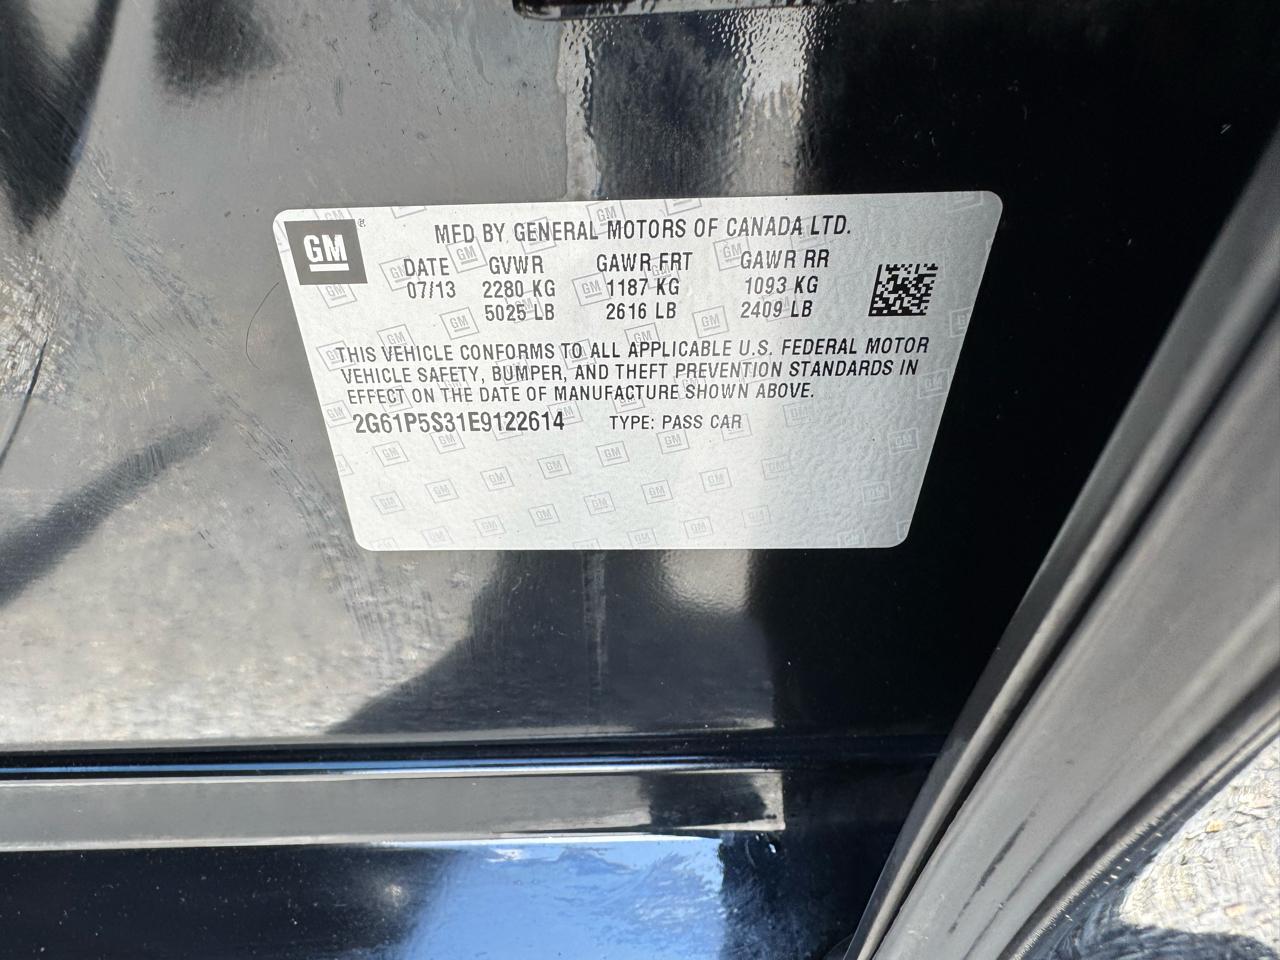 GM
MFD BY GENERAL MOTORS OF CANADA LTD.
DATE GVWR GAWR FRT GAWR RR
07/13 2280 KG 1187 KG 1093 KG
5025 LB 2616 LB 2409 LB
THIS VEHICLE CONFORMS TO ALL APPLICABLE U.S. FEDERAL MOTOR
VEHICLE SAFETY, BUMPER, AND THEFT PREVENTION STANDARDS IN
EFFECT ON THE DATE OF MANUFACTURE SHOWN ABOVE.
2G61P5S31E9122614 TYPE: PASS CAR